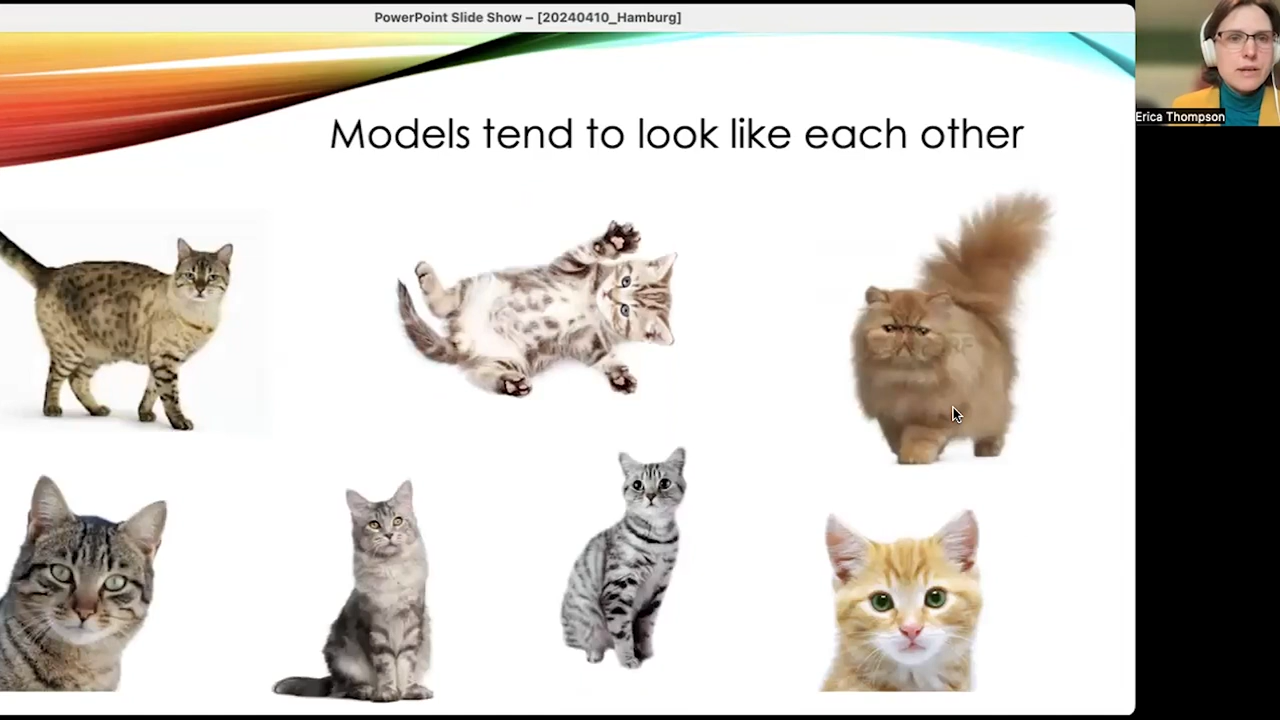 PowerPoint Slide Show – [20240410_Hamburg]
Erica Thompson
Models tend to look like each other